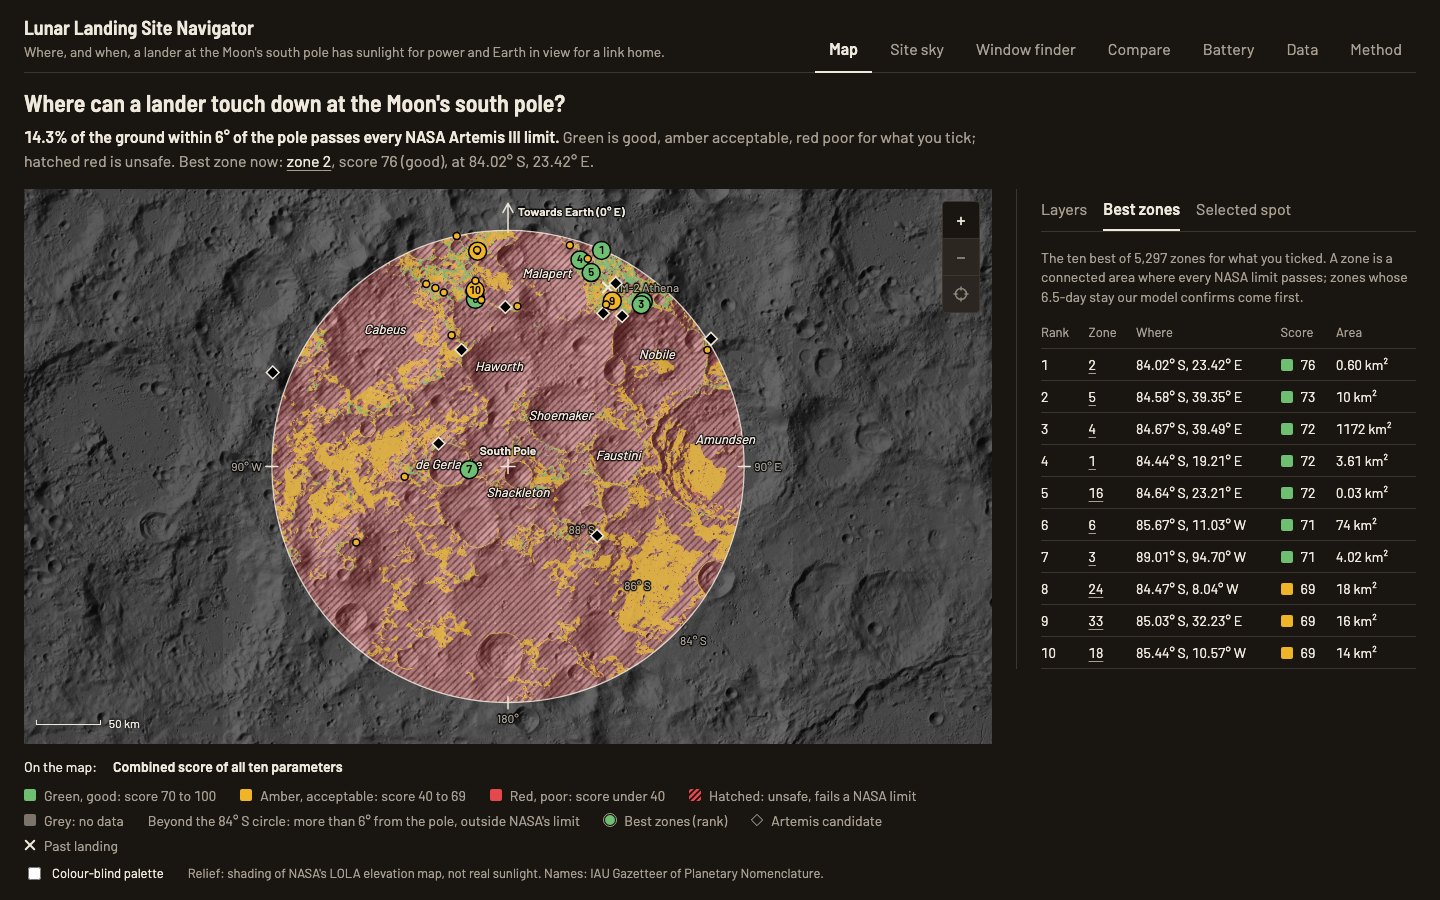 Lunar Landing Site Navigator
Where, and when, a lander at the Moon's south pole has sunlight for power and Earth in view for a link home.
Map Site sky Window finder Compare Battery Data Method
Where can a lander touch down at the Moon's south pole?
14.3% of the ground within 6° of the pole passes every NASA Artemis III limit. Green is good, amber acceptable, red poor for what you tick;
hatched red is unsafe. Best zone now: zone 2, score 76 (good), at 84.02° S, 23.42° E.
Towards Earth (0° E)
+
−
1
4
5
Malapert
10
IM-2 Athena
9
3
Cabeus
Nobile
Haworth
Shoemaker
Amundsen
South Pole
90° W
de Gerlache
7
Faustini
90° E
Shackleton
88° S
86° S
84° S
180°
50 km
Layers Best zones Selected spot
The ten best of 5,297 zones for what you ticked. A zone is a
connected area where every NASA limit passes; zones whose
6.5-day stay our model confirms come first.
Rank Zone Where Score Area
1 2 84.02° S, 23.42° E 76 0.60 km²
2 5 84.58° S, 39.35° E 73 10 km²
3 4 84.67° S, 39.49° E 72 1172 km²
4 1 84.44° S, 19.21° E 72 3.61 km²
5 16 84.64° S, 23.21° E 72 0.03 km²
6 6 85.67° S, 11.03° W 71 74 km²
7 3 89.01° S, 94.70° W 71 4.02 km²
8 24 84.47° S, 8.04° W 69 18 km²
9 33 85.03° S, 32.23° E 69 16 km²
10 18 85.44° S, 10.57° W 69 14 km²
On the map: Combined score of all ten parameters
Green, good: score 70 to 100 Amber, acceptable: score 40 to 69 Red, poor: score under 40 Hatched: unsafe, fails a NASA limit
Grey: no data Beyond the 84° S circle: more than 6° from the pole, outside NASA's limit Best zones (rank) Artemis candidate
Past landing
Colour-blind palette Relief: shading of NASA's LOLA elevation map, not real sunlight. Names: IAU Gazetteer of Planetary Nomenclature.